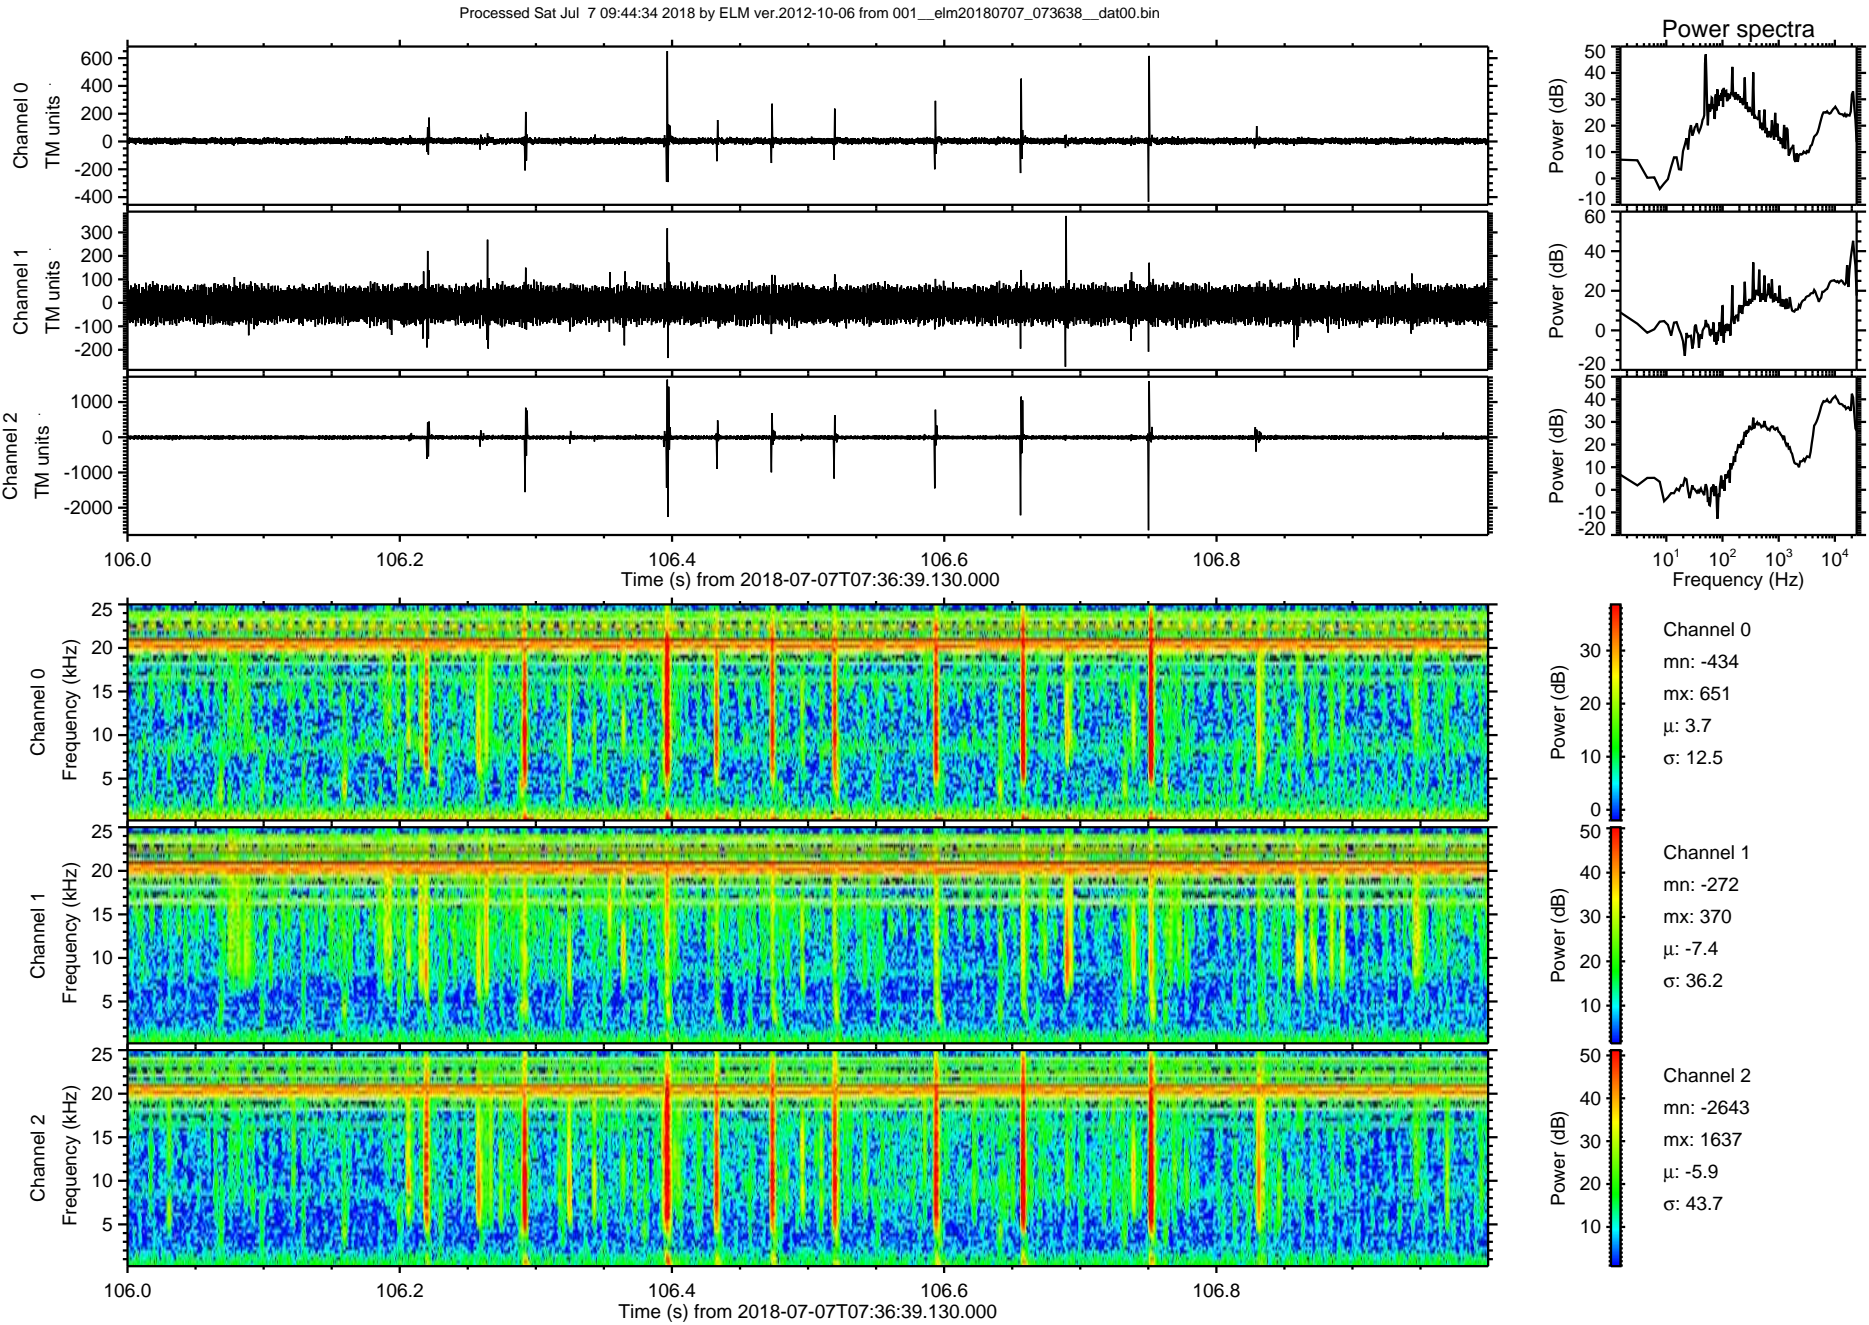 Processed Sat Jul  7 09:44:34 2018 by ELM ver.2012-10-06 from 001__elm20180707_073638__dat00.bin
Power spectra
Channel 0
TM units
600
400
200
0
-200
-400
Power (dB)
50
40
30
20
10
0
-10
Channel 1
TM units
300
200
100
0
-100
-200
Power (dB)
60
40
20
0
-20
Channel 2
TM units
1000
0
-1000
-2000
Power (dB)
50
40
30
20
10
0
-10
-20
106.0 106.2 106.4 106.6 106.8
Time (s) from 2018-07-07T07:36:39.130.000
10^1 10^2 10^3 10^4
Frequency (Hz)
Channel 0
Frequency (kHz)
25
20
15
10
5
Power (dB)
30
20
10
0
Channel 0
mn: -434
mx: 651
μ: 3.7
σ: 12.5
Channel 1
Frequency (kHz)
25
20
15
10
5
Power (dB)
50
40
30
20
10
Channel 1
mn: -272
mx: 370
μ: -7.4
σ: 36.2
Channel 2
Frequency (kHz)
25
20
15
10
5
Power (dB)
50
40
30
20
10
Channel 2
mn: -2643
mx: 1637
μ: -5.9
σ: 43.7
106.0 106.2 106.4 106.6 106.8
Time (s) from 2018-07-07T07:36:39.130.000